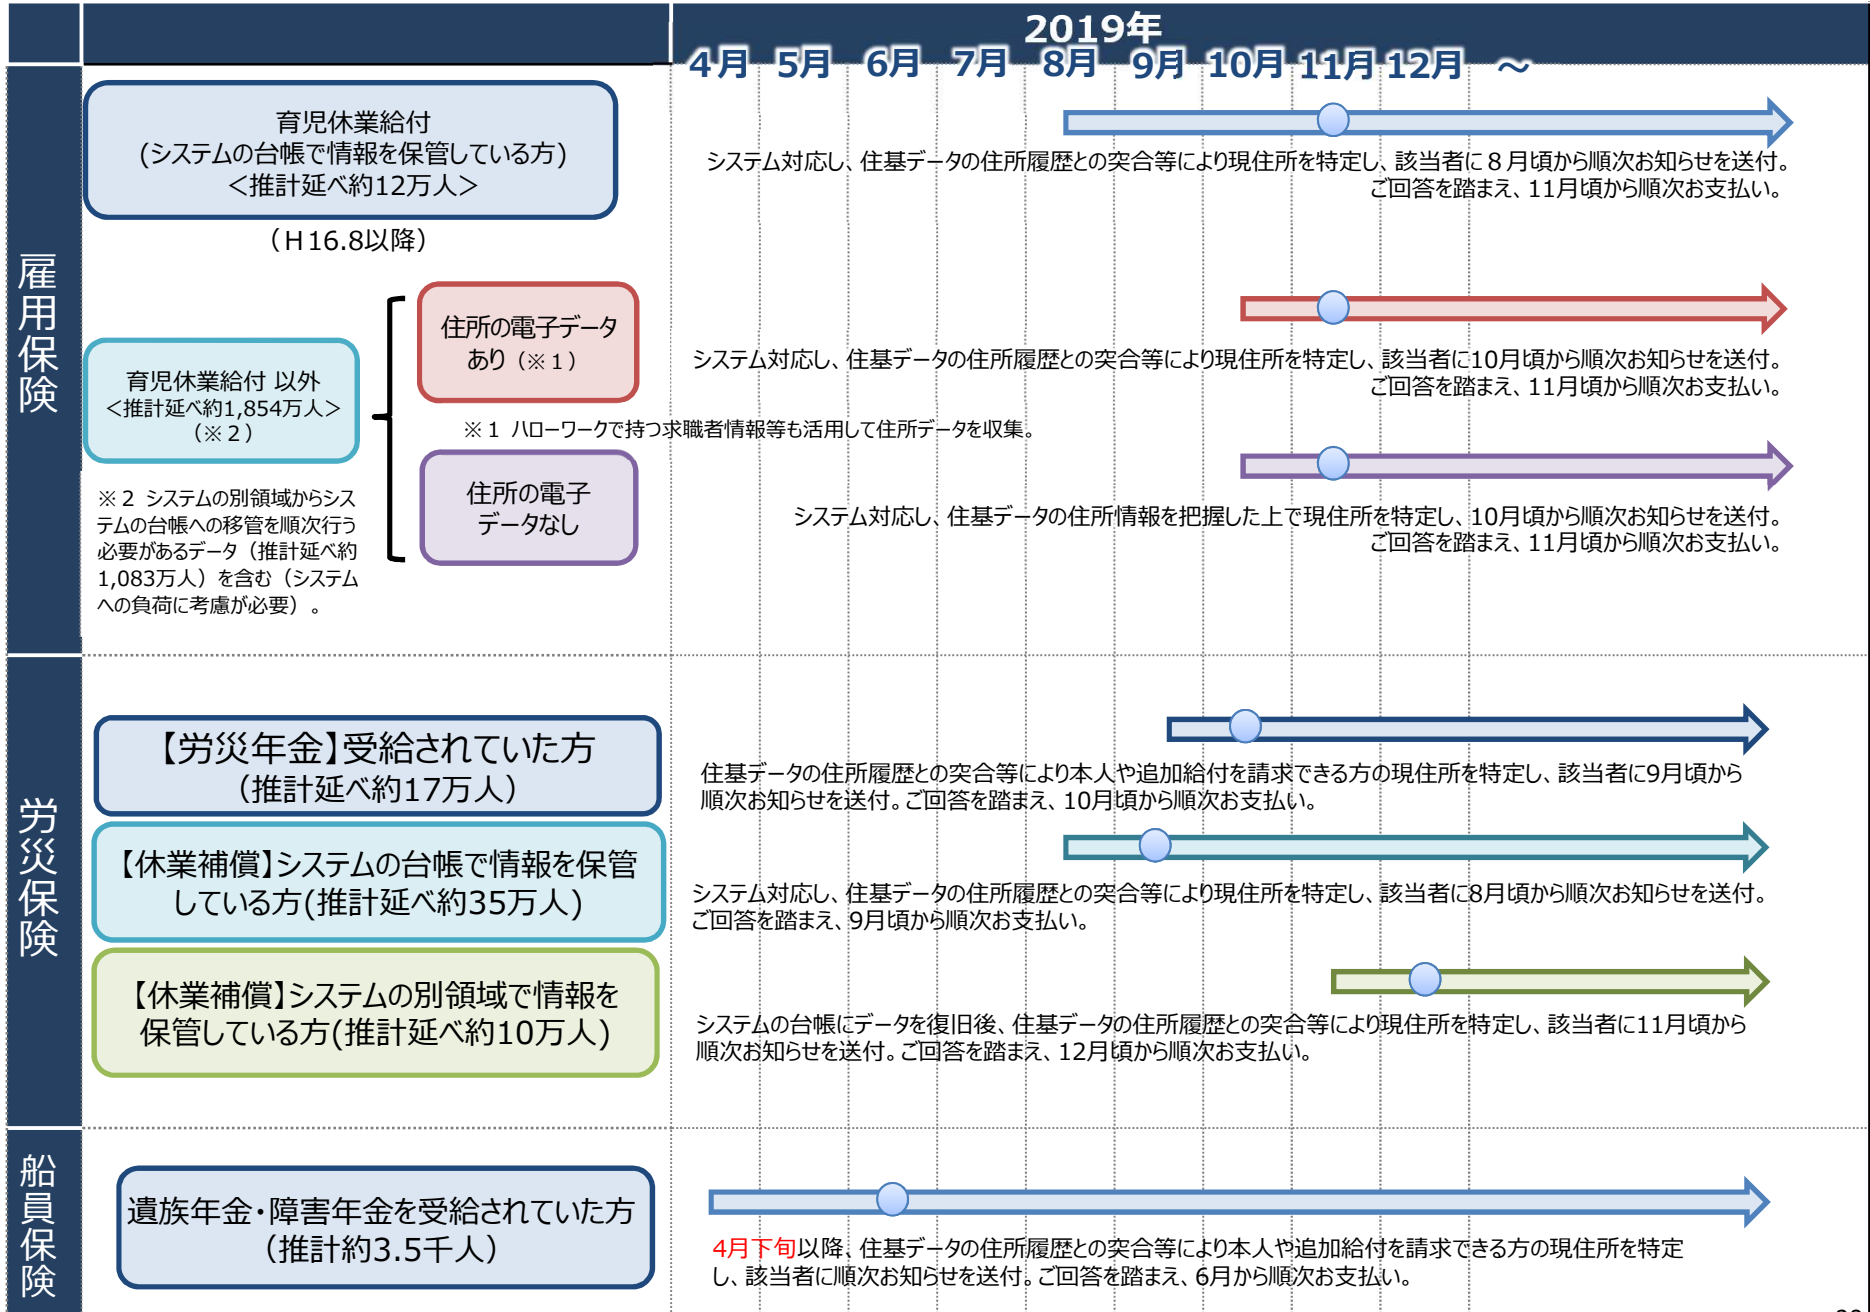 2019年
4月 5月 6月 7月 8月 9月 10月 11月 12月 ～
雇用保険
育児休業給付
(システムの台帳で情報を保管している方)
＜推計延べ約12万人＞
（Ｈ16.8以降）
システム対応し、住基データの住所履歴との突合等により現住所を特定し、該当者に８月頃から順次お知らせを送付。
ご回答を踏まえ、11月頃から順次お支払い。
育児休業給付 以外
＜推計延べ約1,854万人＞
（※２）
住所の電子データ
あり（※１）
システム対応し、住基データの住所履歴との突合等により現住所を特定し、該当者に10月頃から順次お知らせを送付。
ご回答を踏まえ、11月頃から順次お支払い。
※１ ハローワークで持つ求職者情報等も活用して住所データを収集。
住所の電子
データなし
システム対応し、住基データの住所情報を把握した上で現住所を特定し、10月頃から順次お知らせを送付。
ご回答を踏まえ、11月頃から順次お支払い。
※２ システムの別領域からシス
テムの台帳への移管を順次行う
必要があるデータ（推計延べ約
1,083万人）を含む（システム
への負荷に考慮が必要）。
労災保険
【労災年金】受給されていた方
（推計延べ約17万人）
住基データの住所履歴との突合等により本人や追加給付を請求できる方の現住所を特定し、該当者に9月頃から
順次お知らせを送付。ご回答を踏まえ、10月頃から順次お支払い。
【休業補償】システムの台帳で情報を保管
している方(推計延べ約35万人)
システム対応し、住基データの住所履歴との突合等により現住所を特定し、該当者に8月頃から順次お知らせを送付。
ご回答を踏まえ、9月頃から順次お支払い。
【休業補償】システムの別領域で情報を
保管している方(推計延べ約10万人)
システムの台帳にデータを復旧後、住基データの住所履歴との突合等により現住所を特定し、該当者に11月頃から
順次お知らせを送付。ご回答を踏まえ、12月頃から順次お支払い。
船員保険
遺族年金・障害年金を受給されていた方
（推計約3.5千人）
4月下旬以降、住基データの住所履歴との突合等により本人や追加給付を請求できる方の現住所を特定
し、該当者に順次お知らせを送付。ご回答を踏まえ、6月から順次お支払い。